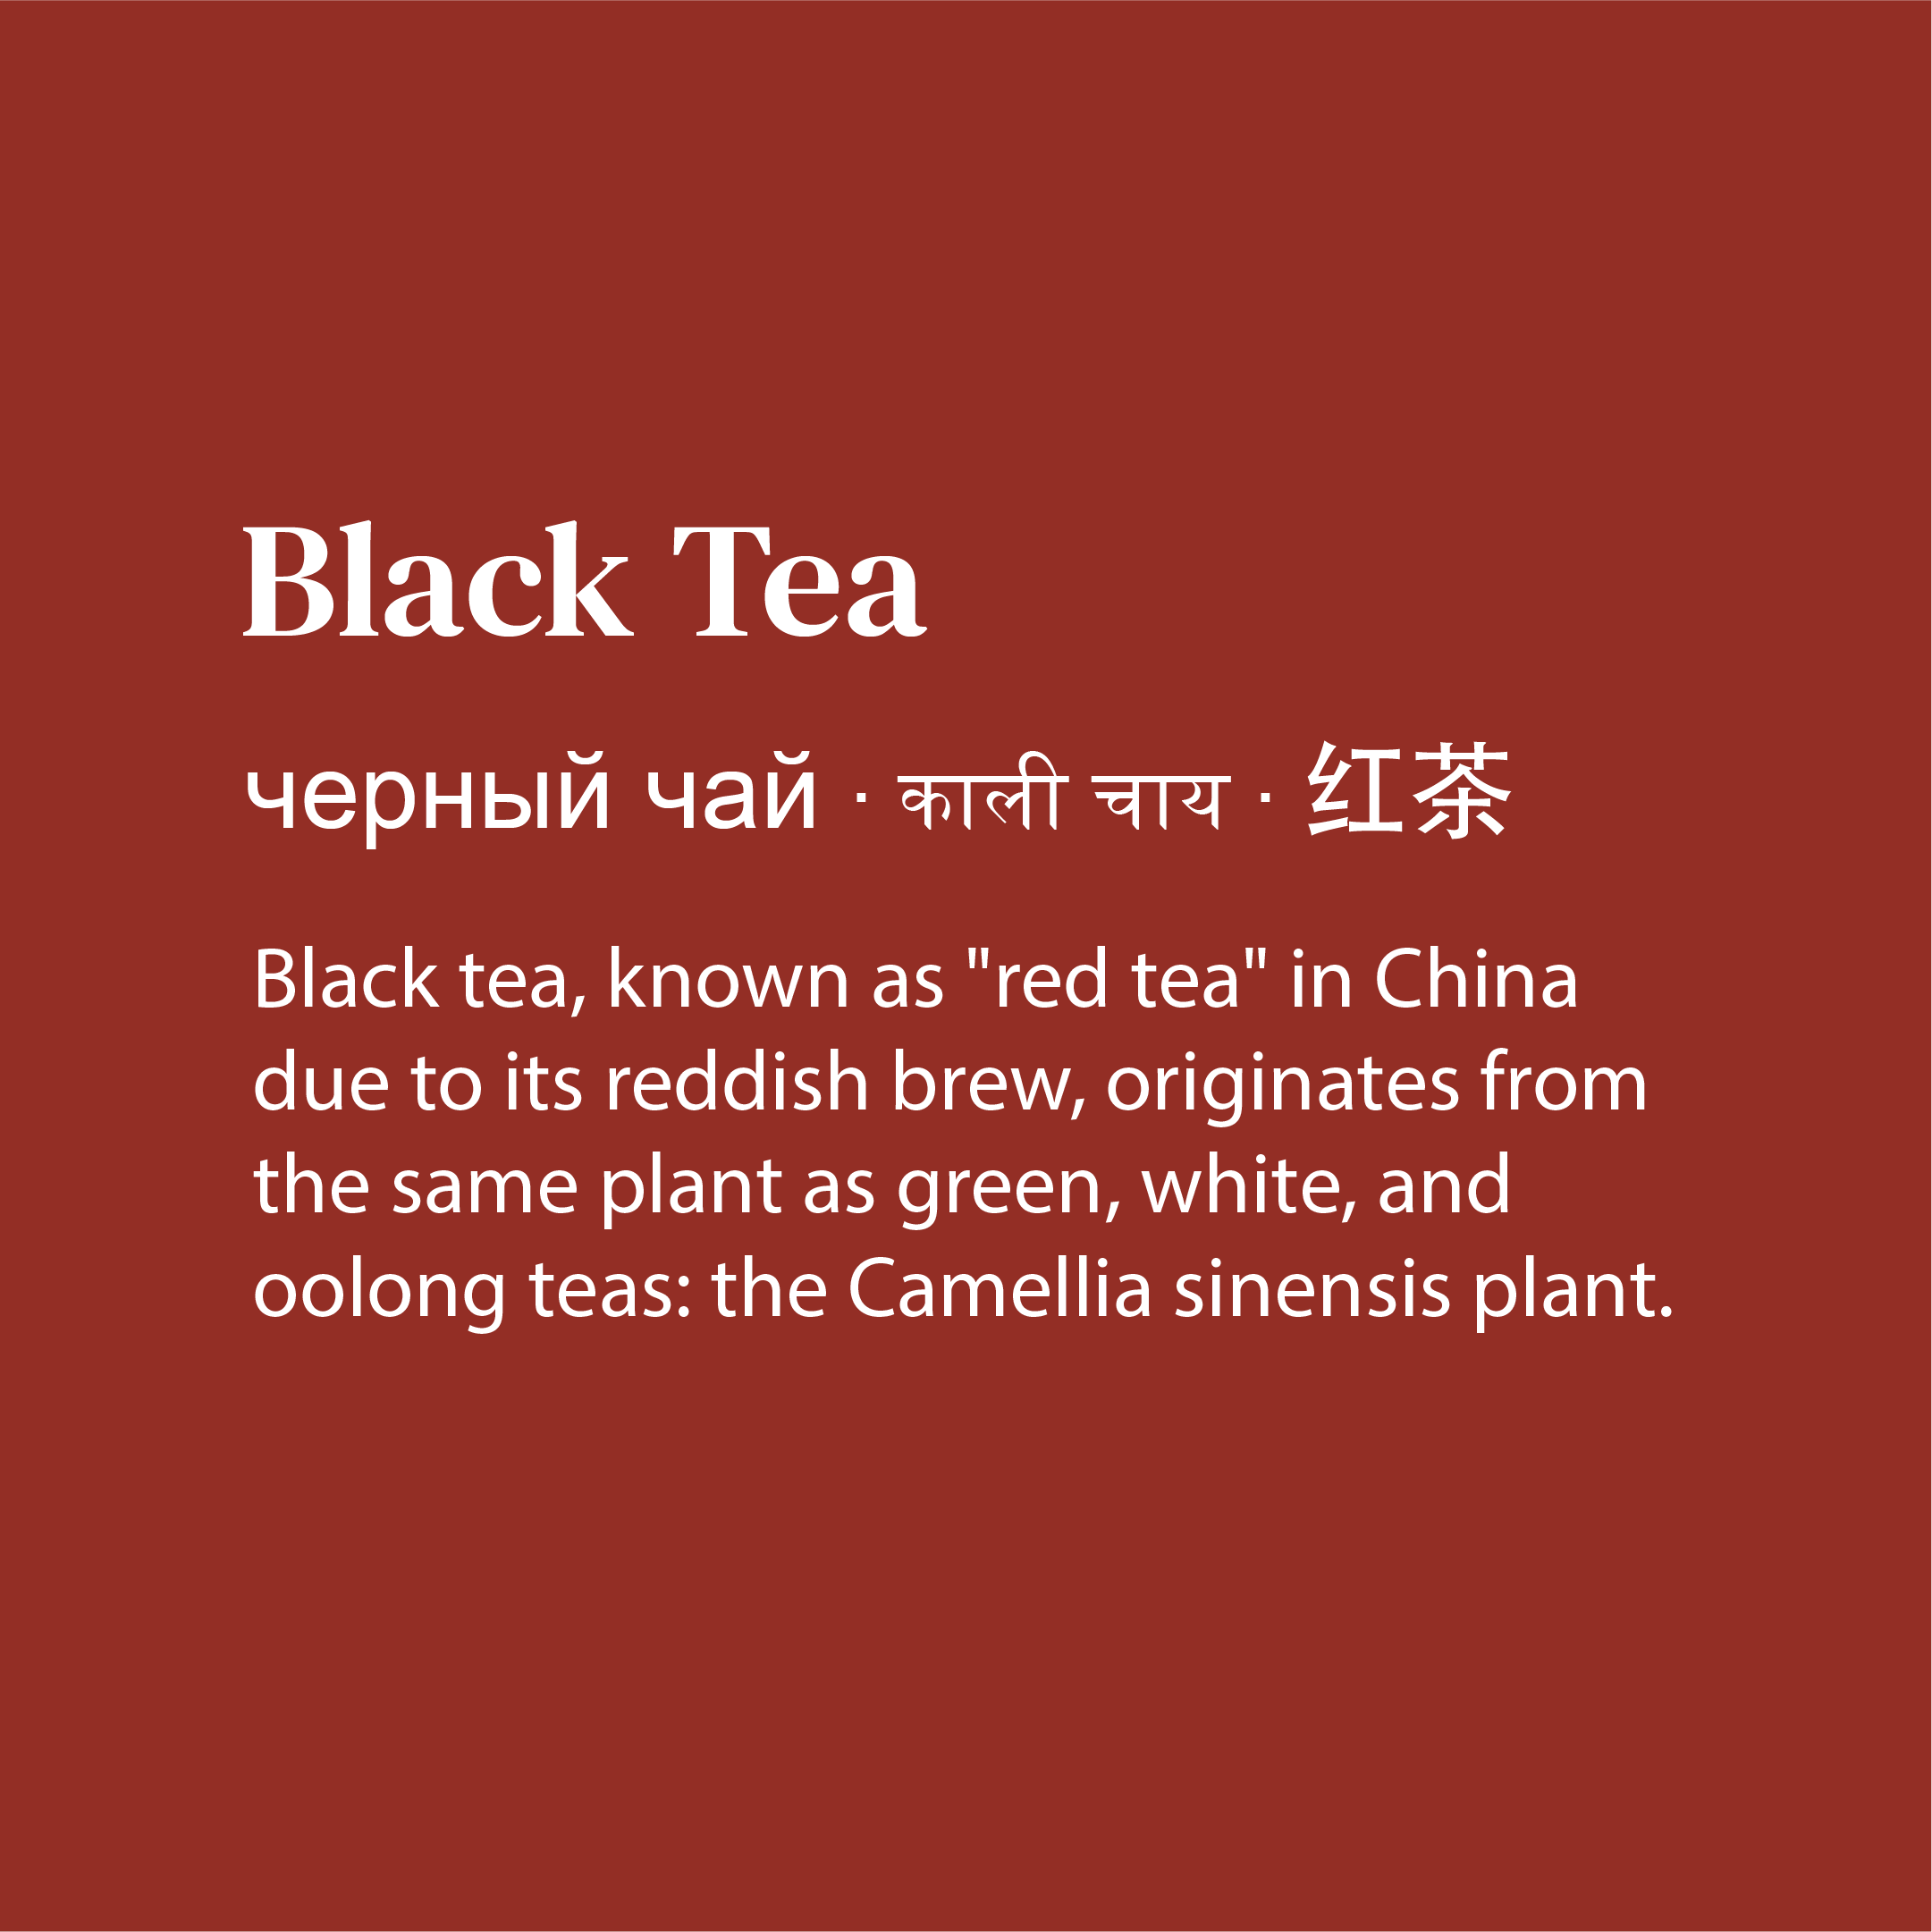 Black Tea
черный чай · काली चाय · 红茶
Black tea, known as "red tea" in China
due to its reddish brew, originates from
the same plant as green, white, and
oolong teas: the Camellia sinensis plant.